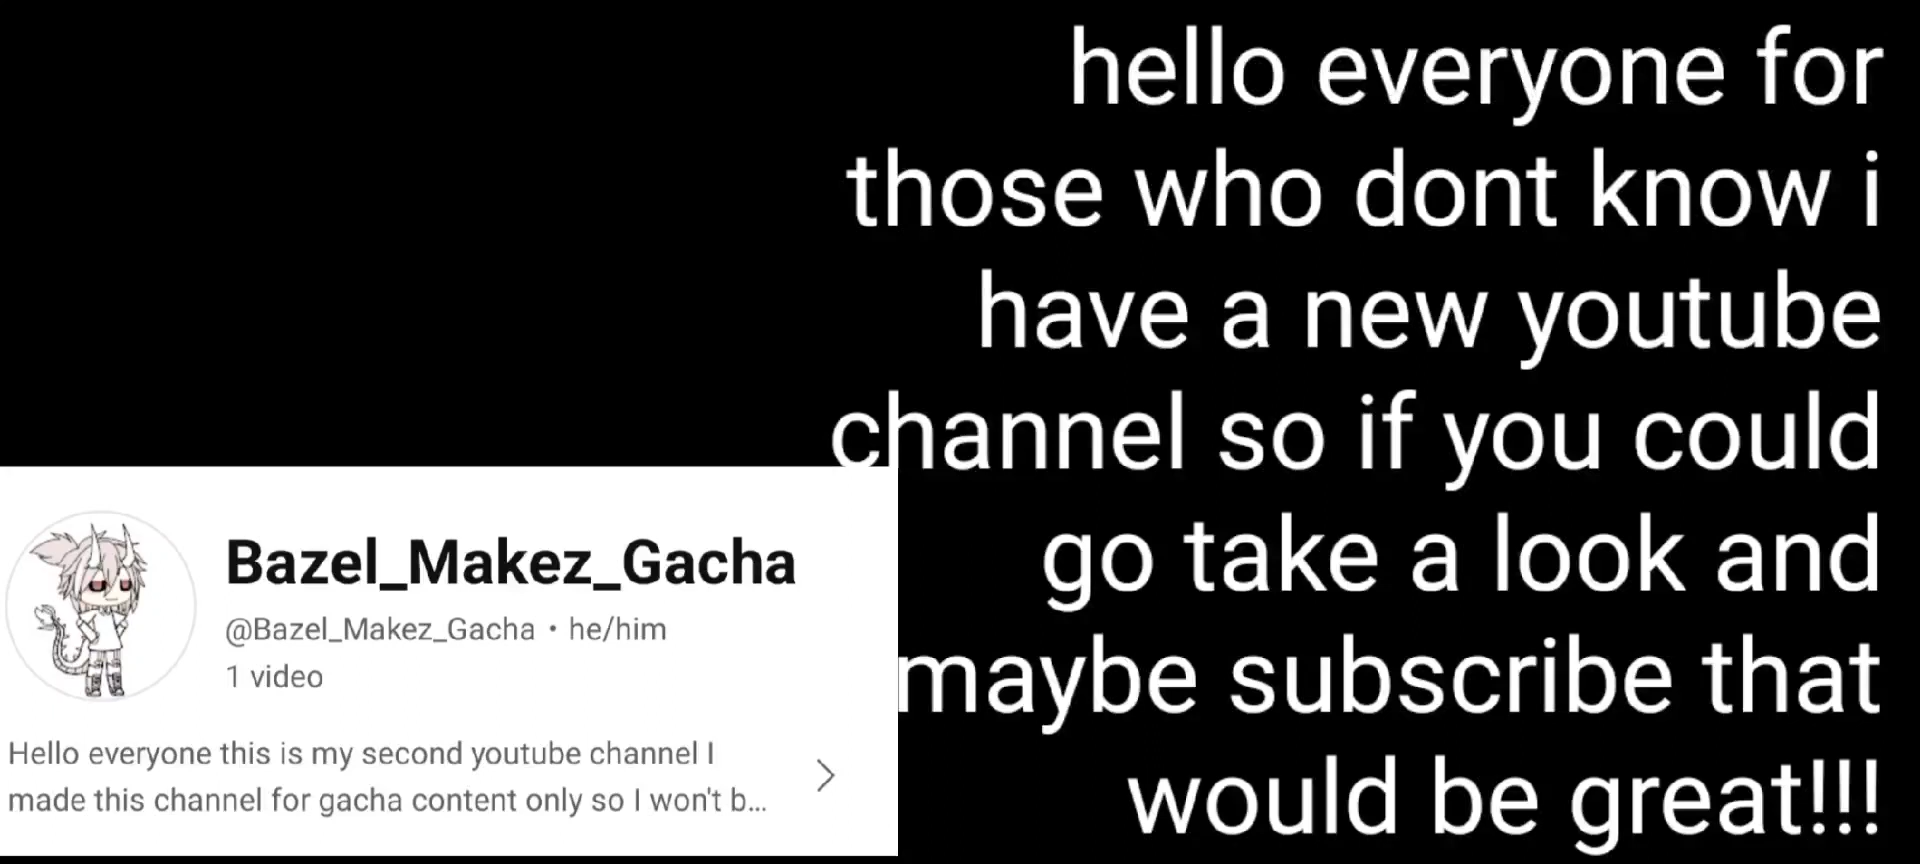 hello everyone for
those who dont know i
have a new youtube
channel so if you could
go take a look and
maybe subscribe that
would be great!!!
Bazel_Makez_Gacha
@Bazel_Makez_Gacha • he/him
1 video
Hello everyone this is my second youtube channel I
made this channel for gacha content only so I won't b...